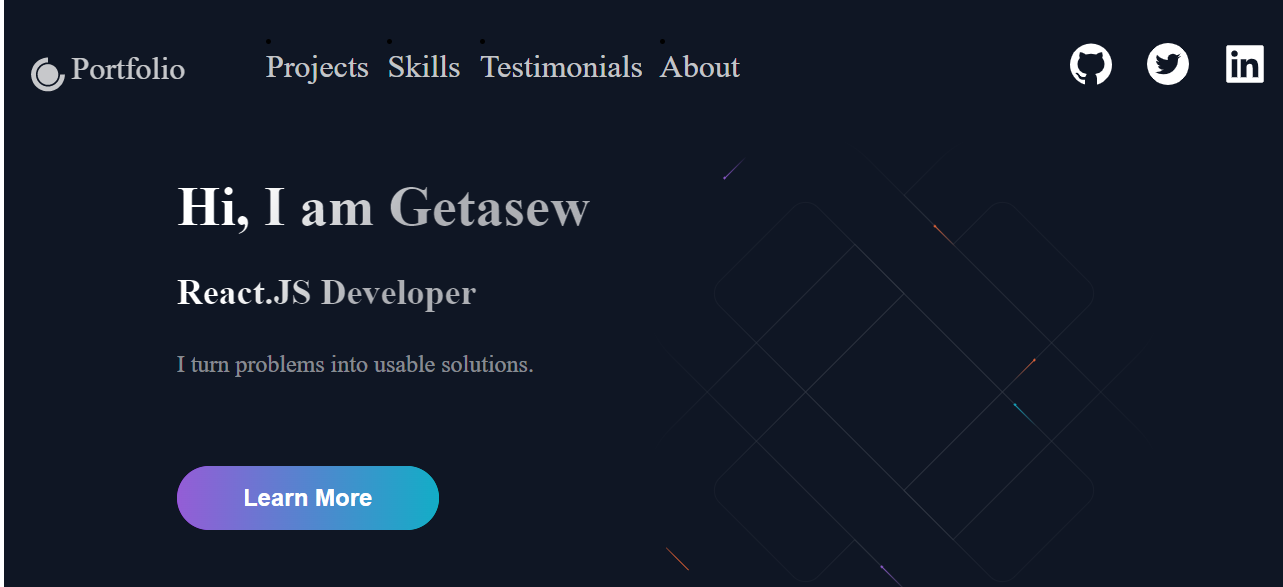 Portfolio Projects Skills Testimonials About
Hi, I am Getasew
React.JS Developer
I turn problems into usable solutions.
Learn More